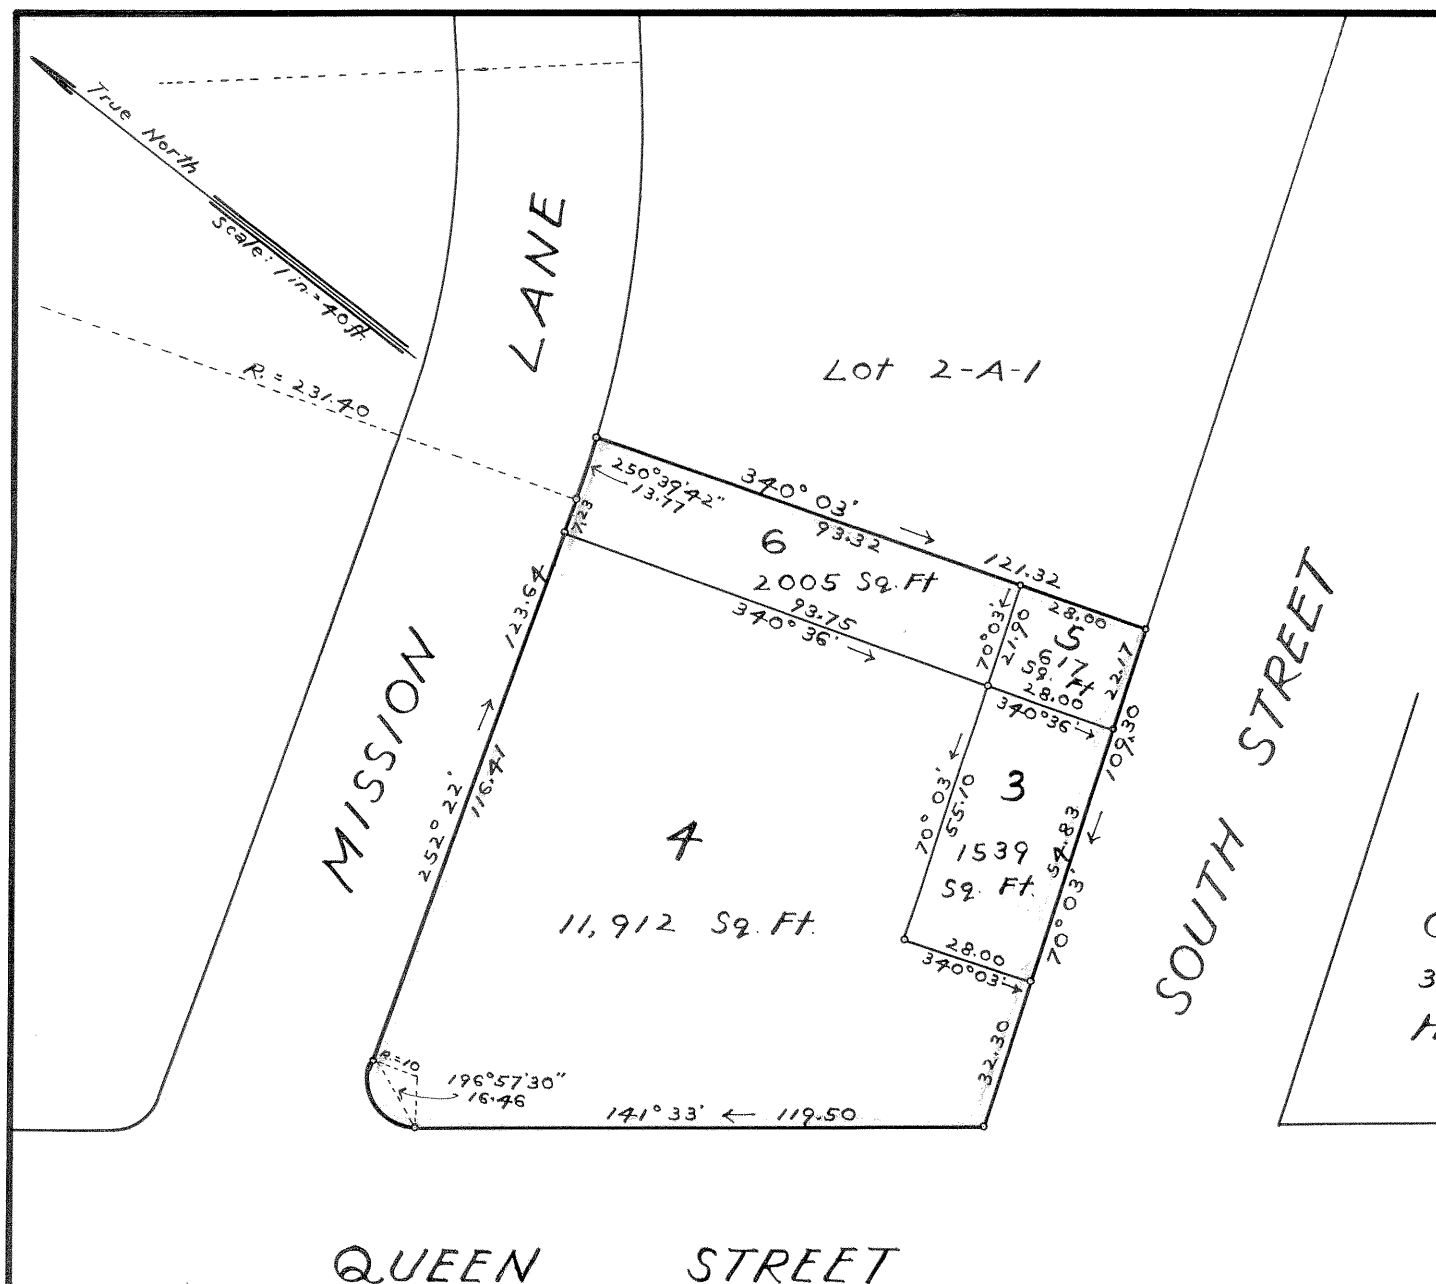 True North
Scale: 1 in. = 40 ft.
R. = 231.40
LANE
MISSION
Lot 2-A-1
250°39'42"
13.77
340° 03'
93.32
121.32
7.23
6
2005 Sq. Ft
93.75
340° 36'
70° 03'
21.90
28.00
5
617
Sq. Ft
22.17
28.00
340°36'
109.30
123.64
252° 22'
116.41
4
11,912 Sq. Ft.
70° 03'
55.10
3
1539
Sq. Ft.
54.83
70° 03'
28.00
340°03'
32.30
SOUTH STREET
R.=10
196°57'30"
16.46
141° 33' 119.50
QUEEN STREET
3